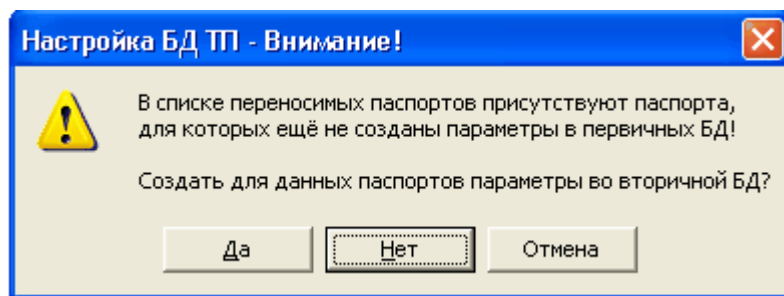 Настройка БД ТП - Внимание!
В списке переносимых паспортов присутствуют паспорта,
для которых ещё не созданы параметры в первичных БД!
Создать для данных паспортов параметры во вторичной БД?
Да
Нет
Отмена